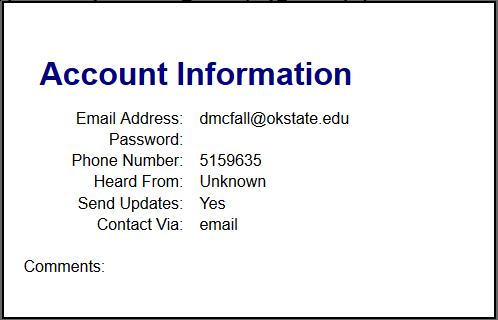 Account Information
Email Address: dmcfall@okstate.edu
Password:
Phone Number: 5159635
Heard From: Unknown
Send Updates: Yes
Contact Via: email
Comments: